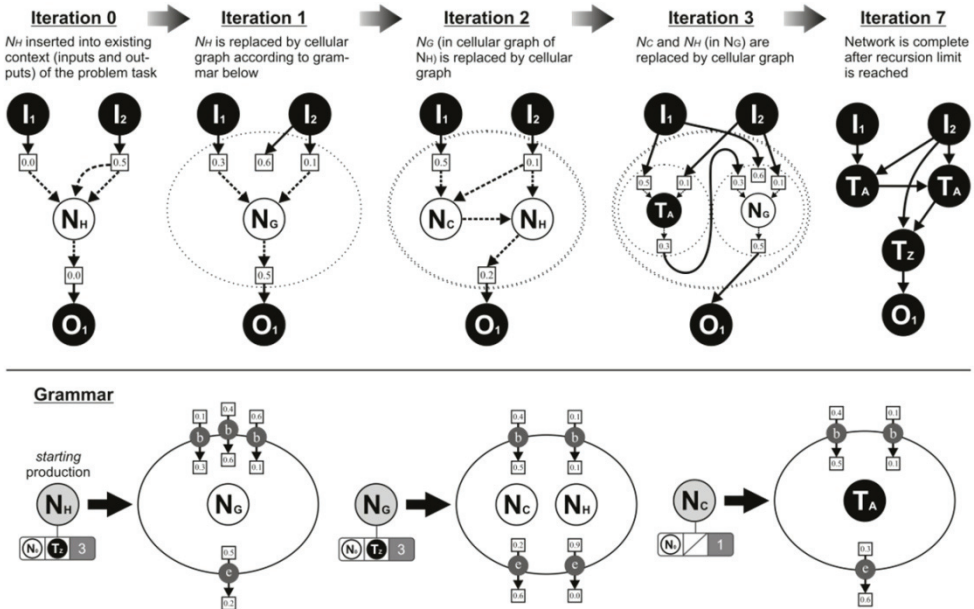 Iteration 0
Iteration 1
Iteration 2
Iteration 3
Iteration 7
NH inserted into existing
context (inputs and out-
puts) of the problem task
NH is replaced by cellular
graph according to gram-
mar below
NG (in cellular graph of
NH) is replaced by cellular
graph
NC and NH (in NG) are
replaced by cellular graph
Network is complete
after recursion limit
is reached
I1 I2
0.0 0.5
NH
0.0
O1
I1 I2
0.3 0.6 0.1
NG
0.5
O1
I1 I2
0.5 0.1
NC NH
0.2
O1
I1 I2
0.5 0.1 0.3 0.6 0.1
TA NG
0.3 0.5
O1
I1 I2
TA TA
TZ
O1
Grammar
starting
production
NH
TZ 3
0.1 0.4 0.6
b b b
0.3 0.6 0.1
NG
0.5
e
0.2
NG
TZ 3
0.4 0.1
b b
0.5 0.1
NC NH
0.2 0.9
e e
0.6 0.0
NC
1
0.4 0.1
b b
0.5 0.1
TA
0.3
e
0.6